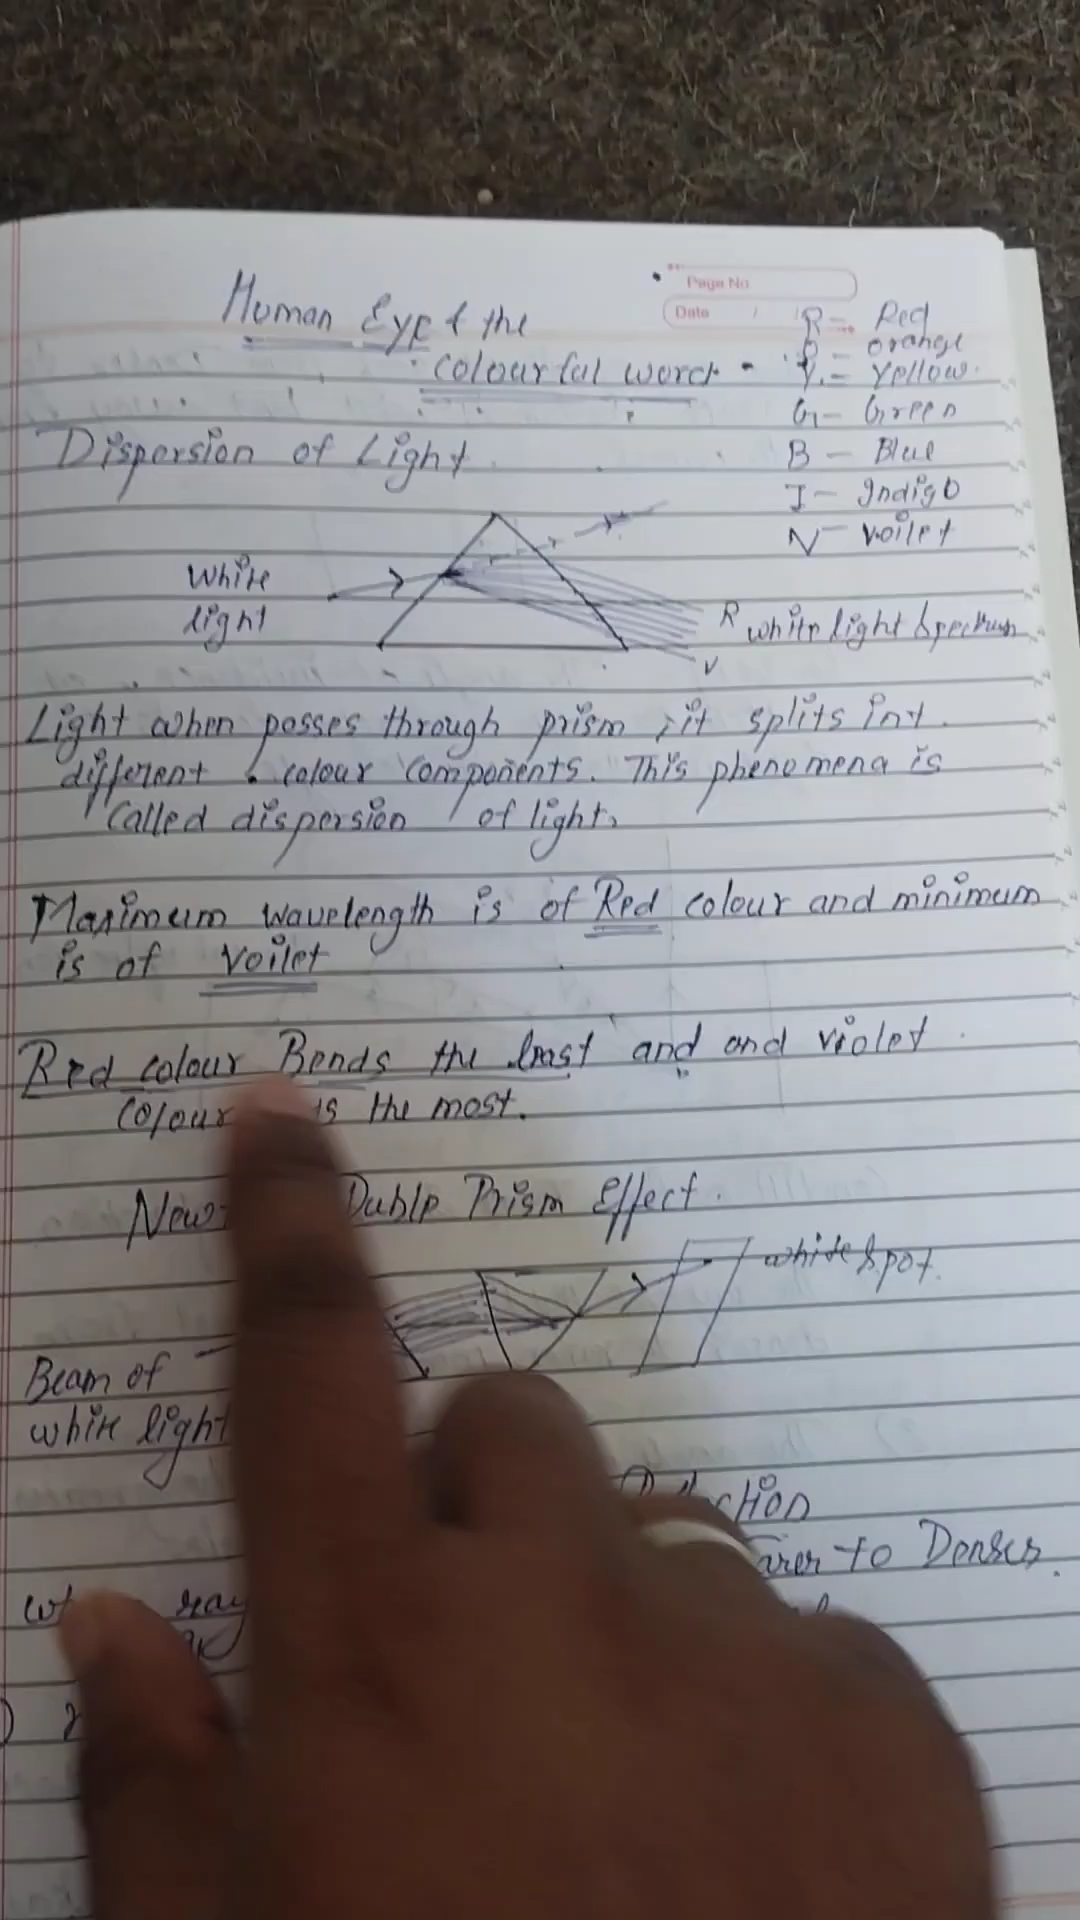 Human Eye & the
colourful world
Page No
Date / /
R - Red
O = orange
Y = Yellow
G - Green
B - Blue
I - Indigo
V - Voilet
Dispersion of Light
White
light
R
white light Spectrum
V
Light when passes through prism, it splits int
different colour components. This phenomena is
called dispersion of light.
Maximum wavelength is of Red colour and minimum
is of Voilet
Red colour Bends the least and and violet
colour is the most.
Duble Prism Effect.
white spot.
Beam of
white light
to Denser.
ray